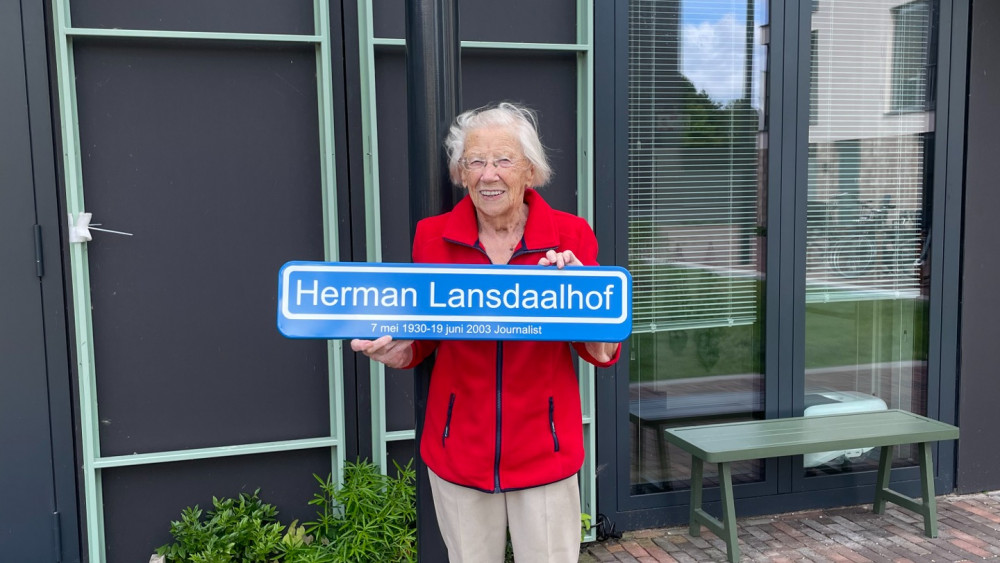 Herman Lansdaalhof
7 mei 1930-19 juni 2003 Journalist